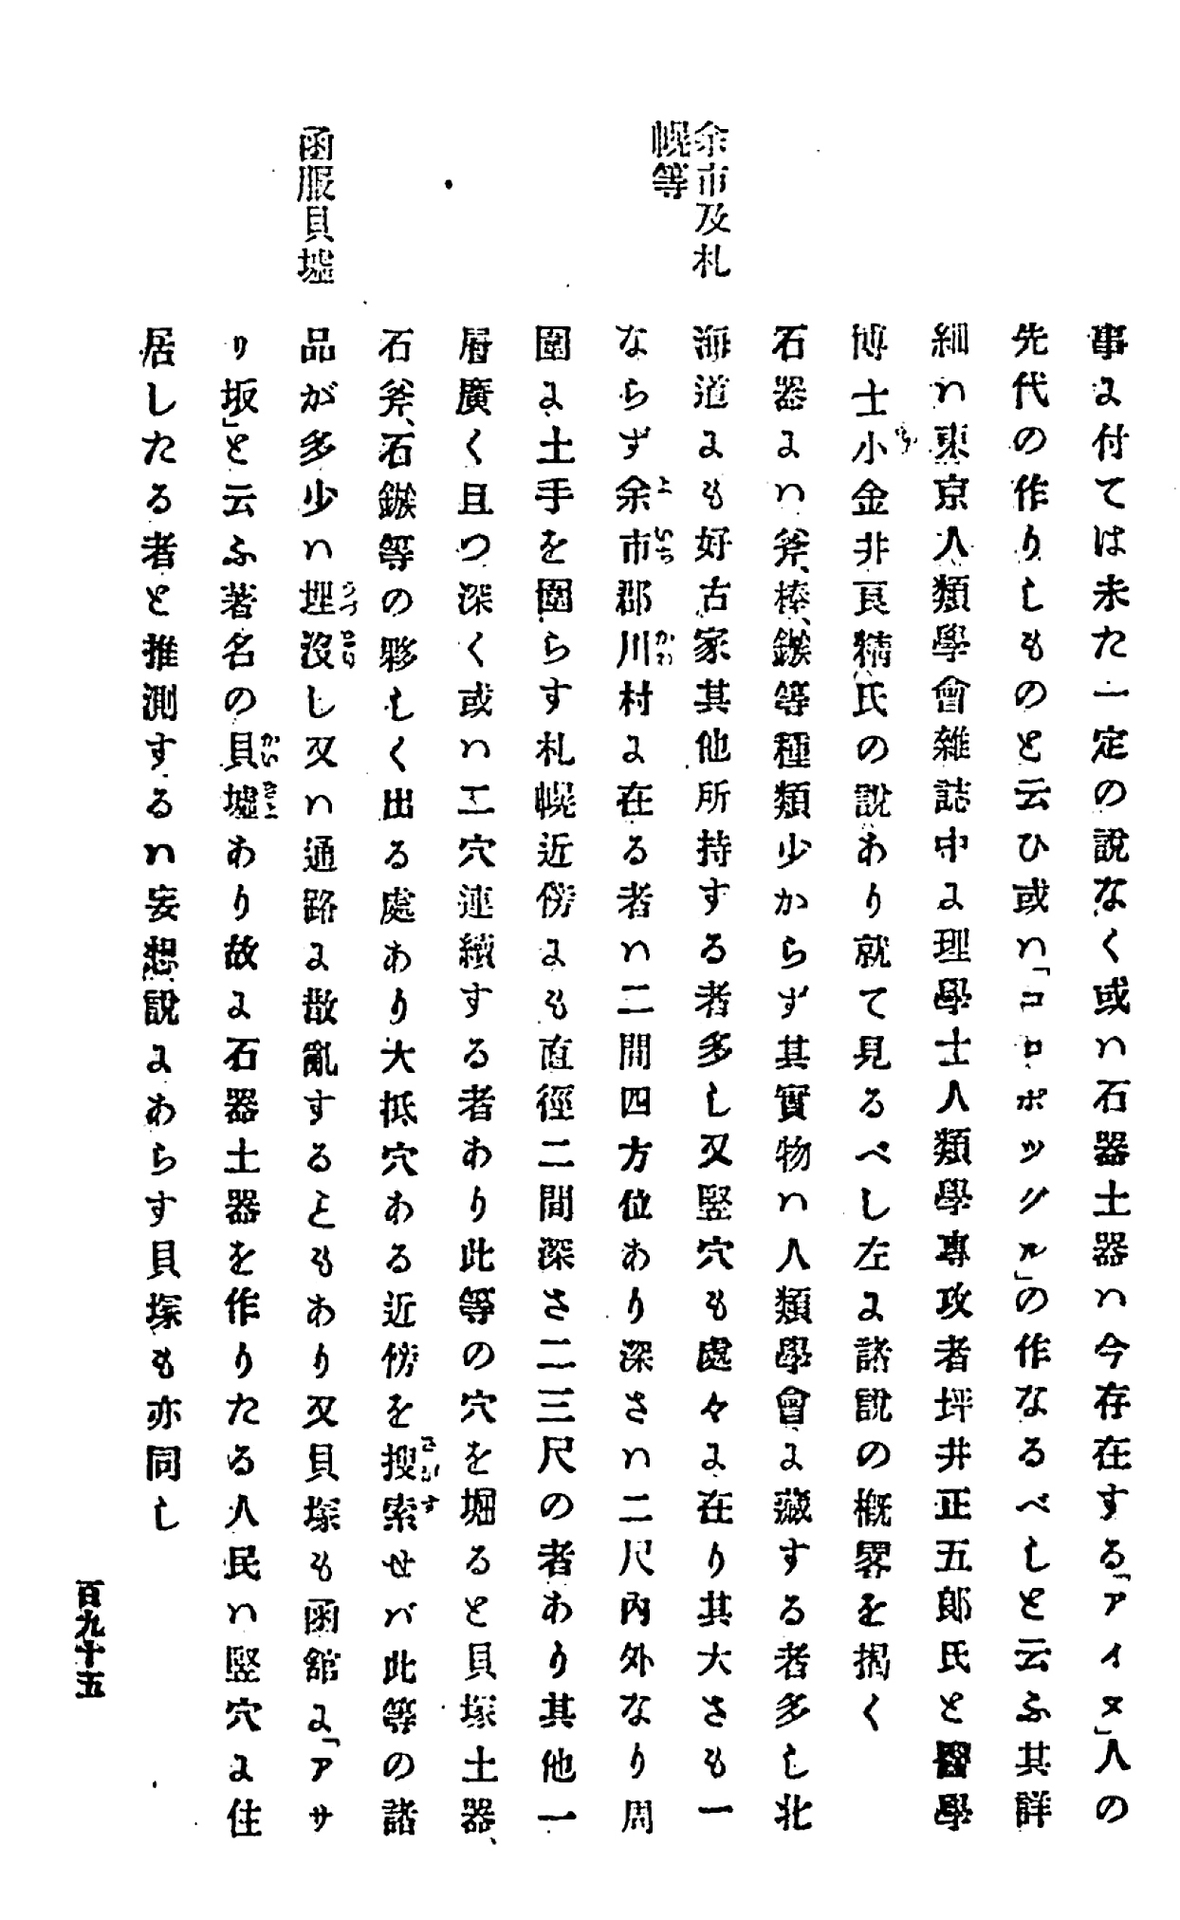 事に付ては未た一定の說なく或ハ石器土器ハ今存在する「アイヌ」人の
先代の作りしものと云ひ或ハ「コロポックル」の作なるべしと云ふ其詳
細ハ東京人類學會雜誌中に理學士人類學專攻者坪井正五郎氏と醫學
博士小金井良精氏の說あり就て見るべし左に諸說の概畧を揭く
余市及札
幌等
石器にハ斧、棒、鏃等種類少からず其實物ハ人類學會に藏する者多し北
海道にも好古家其他所持する者多し又竪穴も處々に在り其大さも一
ならず余市郡川村に在る者ハ二間四方位あり深さハ二尺內外なり周
圍に土手を圍らす札幌近傍にも直徑二間深さ二三尺の者あり其他一
層廣く且つ深く或ハ工穴連續する者あり此等の穴を堀ると貝塚土器、
石斧、石鏃等の夥しく出る處あり大抵穴ある近傍を搜索せバ此等の諸
函服貝墟
品が多少ハ埋沒し又ハ通路に散亂することもあり又貝塚も函舘に「アサ
リ坂」と云ふ著名の貝墟あり故に石器土器を作りたる人民ハ竪穴に住
居したる者と推測するハ妄想說にあらす貝塚も亦同し
百九十五